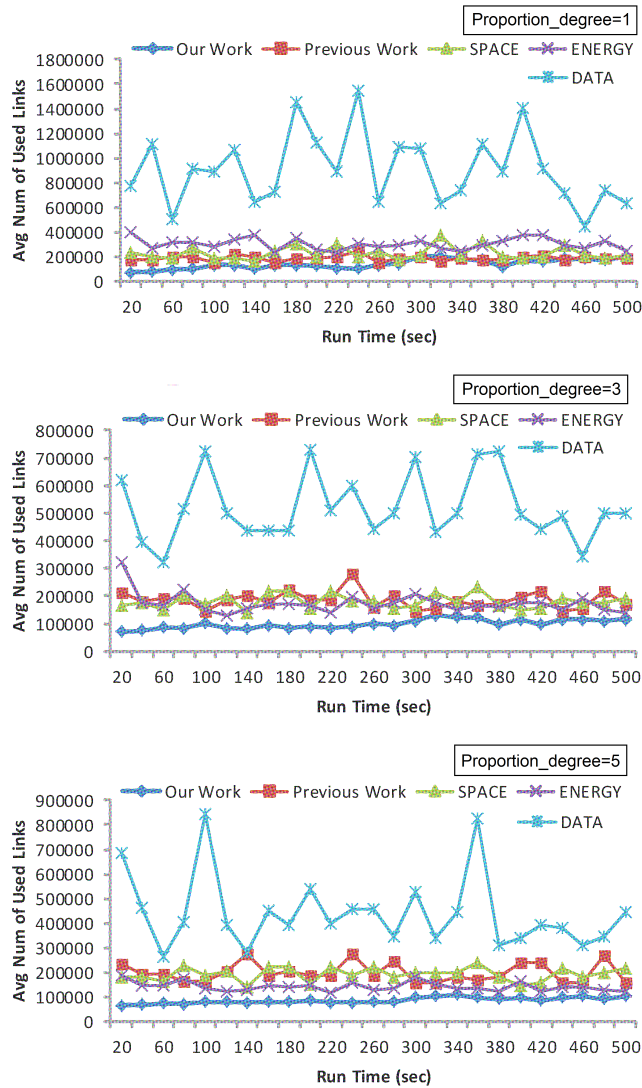 Proportion_degree=1
Our Work Previous Work SPACE ENERGY
DATA
Avg Num of Used Links
1800000
1600000
1400000
1200000
1000000
800000
600000
400000
200000
0
20 60 100 140 180 220 260 300 340 380 420 460 500
Run Time (sec)
Proportion_degree=3
Our Work Previous Work SPACE ENERGY
DATA
Avg Num of Used Links
800000
700000
600000
500000
400000
300000
200000
100000
0
20 60 100 140 180 220 260 300 340 380 420 460 500
Run Time (sec)
Proportion_degree=5
Our Work Previous Work SPACE ENERGY
DATA
Avg Num of Used Links
900000
800000
700000
600000
500000
400000
300000
200000
100000
0
20 60 100 140 180 220 260 300 340 380 420 460 500
Run Time (sec)